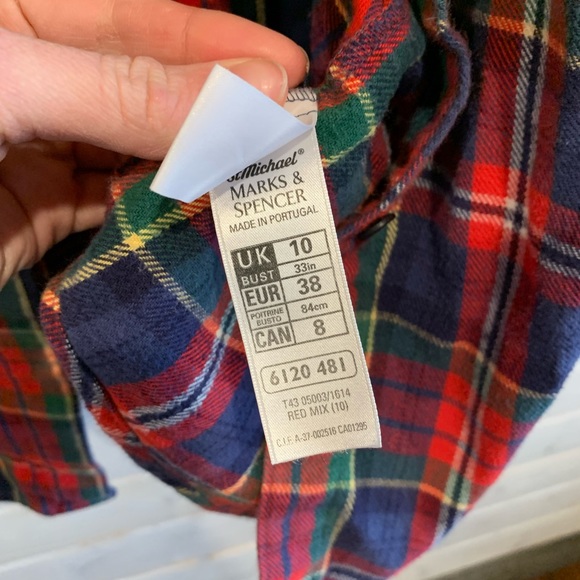 StMichael®
MARKS &
SPENCER
MADE IN PORTUGAL
UK 10
BUST 33in
EUR 38
POITRINE BUSTO 84cm
CAN 8
6120 481
T43 05003/1614
RED MIX (10)
C.I.F. A-37-002516 CA01295